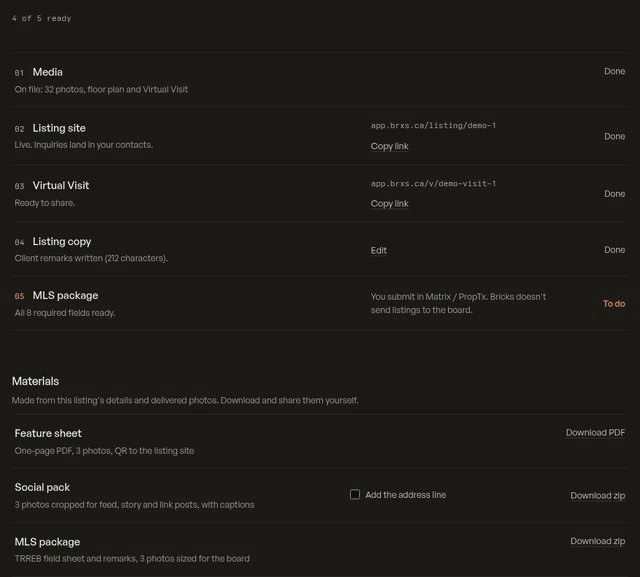 4 of 5 ready
01 Media
Done
On file: 32 photos, floor plan and Virtual Visit
02 Listing site
app.brxs.ca/listing/demo-1
Done
Live. Inquiries land in your contacts.
Copy link
03 Virtual Visit
app.brxs.ca/v/demo-visit-1
Done
Ready to share.
Copy link
04 Listing copy
Edit
Done
Client remarks written (212 characters).
05 MLS package
You submit in Matrix / PropTx. Bricks doesn't
send listings to the board.
To do
All 8 required fields ready.
Materials
Made from this listing's details and delivered photos. Download and share them yourself.
Feature sheet
Download PDF
One-page PDF, 3 photos, QR to the listing site
Social pack
Add the address line
Download zip
3 photos cropped for feed, story and link posts, with captions
MLS package
Download zip
TRREB field sheet and remarks, 3 photos sized for the board